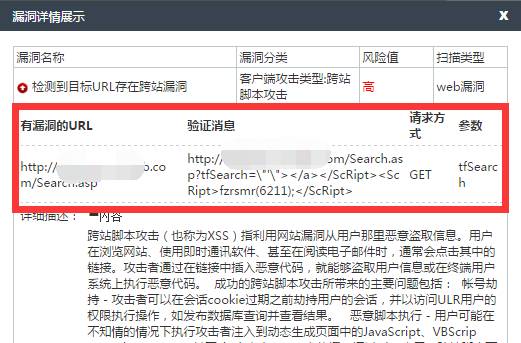 漏洞详情展示 x
漏洞名称 漏洞分类 风险值 扫描类型
检测到目标URL存在跨站漏洞 客户端攻击类型:跨站脚本攻击 高 web漏洞
有漏洞的URL 验证消息 请求方式 参数
http:// b.co http:// .com/Search.as
m/Search.asp p?tfSearch=\"'\"></a></ScRipt><Sc GET tfSearc
Ript>fzrsmr(6211);</ScRipt> h
详细描述： 内容
跨站脚本攻击（也称为XSS）指利用网站漏洞从用户那里恶意盗取信息。用户
在浏览网站、使用即时通讯软件、甚至在阅读电子邮件时，通常会点击其中的
链接。攻击者通过在链接中插入恶意代码，就能够盗取用户信息或在终端用户
系统上执行恶意代码。 成功的跨站脚本攻击所带来的主要问题包括： 帐号劫
持 - 攻击者可以在会话cookie过期之前劫持用户的会话，并以访问ULR用户的
权限执行操作，如发布数据库查询并查看结果。 恶意脚本执行 - 用户可能在
不知情的情况下执行攻击者注入到动态生成页面中的JavaScript、VBScrip